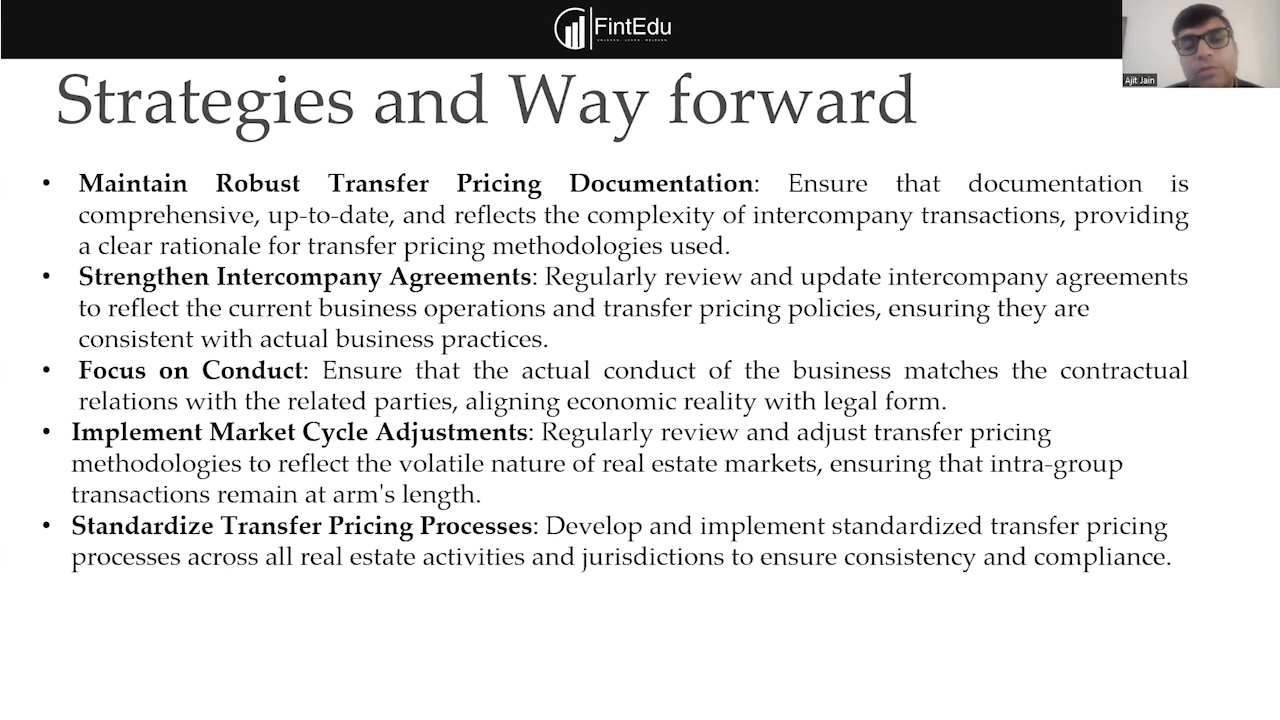 FintEdu
UNLEARN. LEARN. RELEARN
Ajit Jain
Strategies and Way forward
• Maintain Robust Transfer Pricing Documentation: Ensure that documentation is
comprehensive, up-to-date, and reflects the complexity of intercompany transactions, providing
a clear rationale for transfer pricing methodologies used.
• Strengthen Intercompany Agreements: Regularly review and update intercompany agreements
to reflect the current business operations and transfer pricing policies, ensuring they are
consistent with actual business practices.
• Focus on Conduct: Ensure that the actual conduct of the business matches the contractual
relations with the related parties, aligning economic reality with legal form.
• Implement Market Cycle Adjustments: Regularly review and adjust transfer pricing
methodologies to reflect the volatile nature of real estate markets, ensuring that intra-group
transactions remain at arm's length.
• Standardize Transfer Pricing Processes: Develop and implement standardized transfer pricing
processes across all real estate activities and jurisdictions to ensure consistency and compliance.